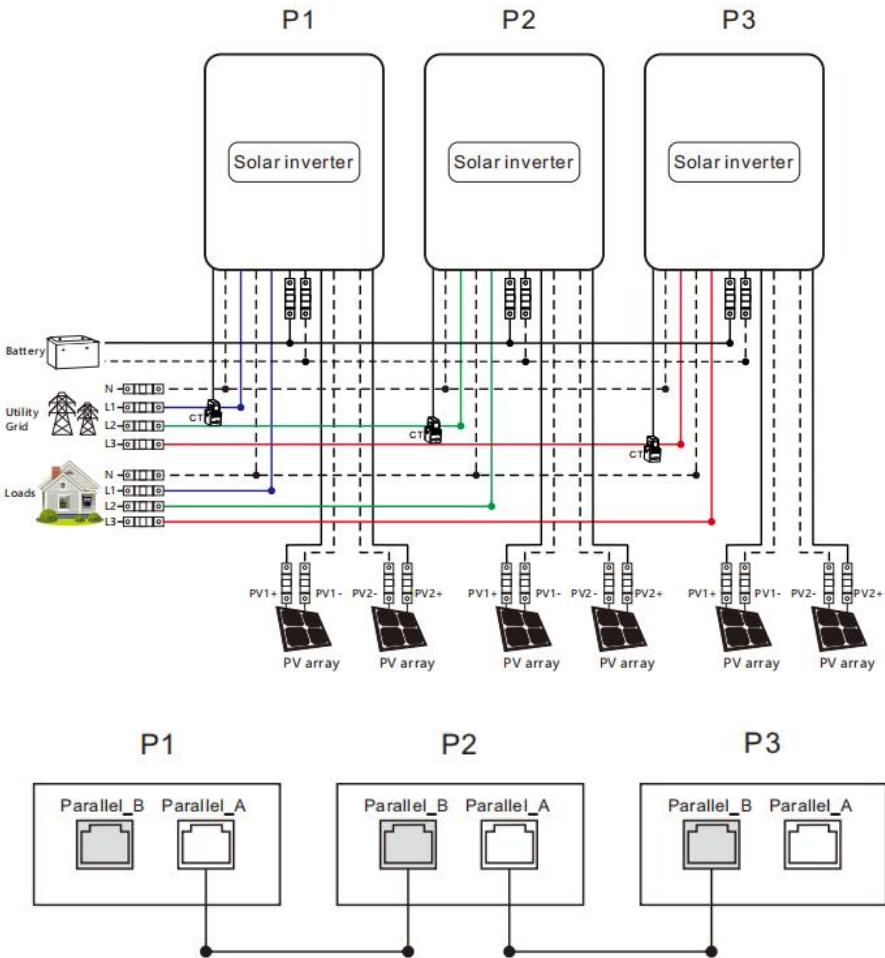 P1 P2 P3
Solar inverter Solar inverter Solar inverter
Battery
N
Utility Grid
L1
CT
L2
CT
L3
CT
N
Loads
L1
L2
L3
PV1+ PV1- PV2- PV2+ PV1+ PV1- PV2- PV2+ PV1+ PV1- PV2- PV2+
PV array PV array PV array PV array PV array PV array
P1 P2 P3
Parallel_B Parallel_A Parallel_B Parallel_A Parallel_B Parallel_A